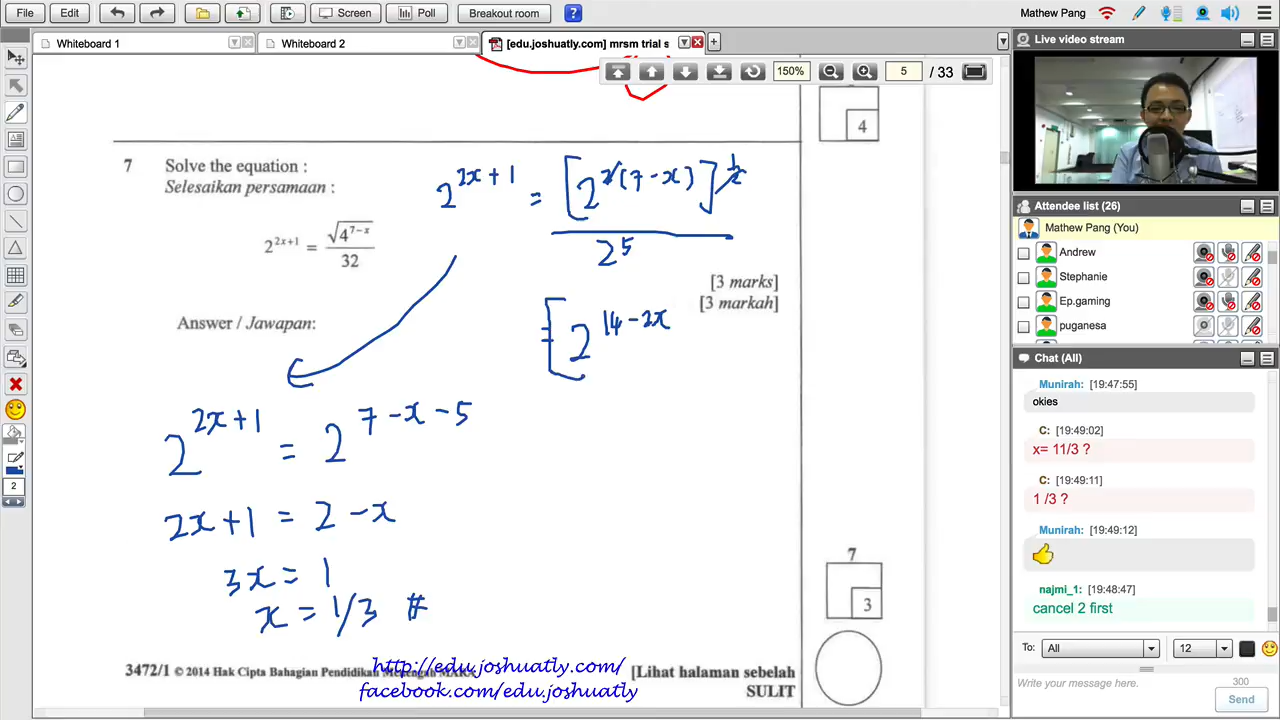 File
Edit
Screen
Poll
Breakout room
?
Mathew Pang
Whiteboard 1
Whiteboard 2
[edu.joshuatly.com] mrsm trial s
150%
5
/ 33
Live video stream
4
7
Solve the equation :
Selesaikan persamaan :
2^{2x+1} = √4^{7-x} / 32
2^{2x+1} = [2^{2(7-x)}]^{1/2} / 2^5
[3 marks]
[3 markah]
Answer / Jawapan:
= [2^{14-2x}
2^{2x+1} = 2^{7-x-5}
2x+1 = 2-x
3x = 1
x = 1/3 #
7
3
3472/1 © 2014 Hak Cipta Bahagian Pendidikan Menengah MARA
http://edu.joshuatly.com/
facebook.com/edu.joshuatly
[Lihat halaman sebelah
SULIT
2
Attendee list (26)
Mathew Pang (You)
Andrew
Stephanie
Ep.gaming
puganesa
Chat (All)
Munirah: [19:47:55]
okies
C: [19:49:02]
x= 11/3 ?
C: [19:49:11]
1 /3 ?
Munirah: [19:49:12]
najmi_1: [19:48:47]
cancel 2 first
To:
All
12
Write your message here...
300
Send